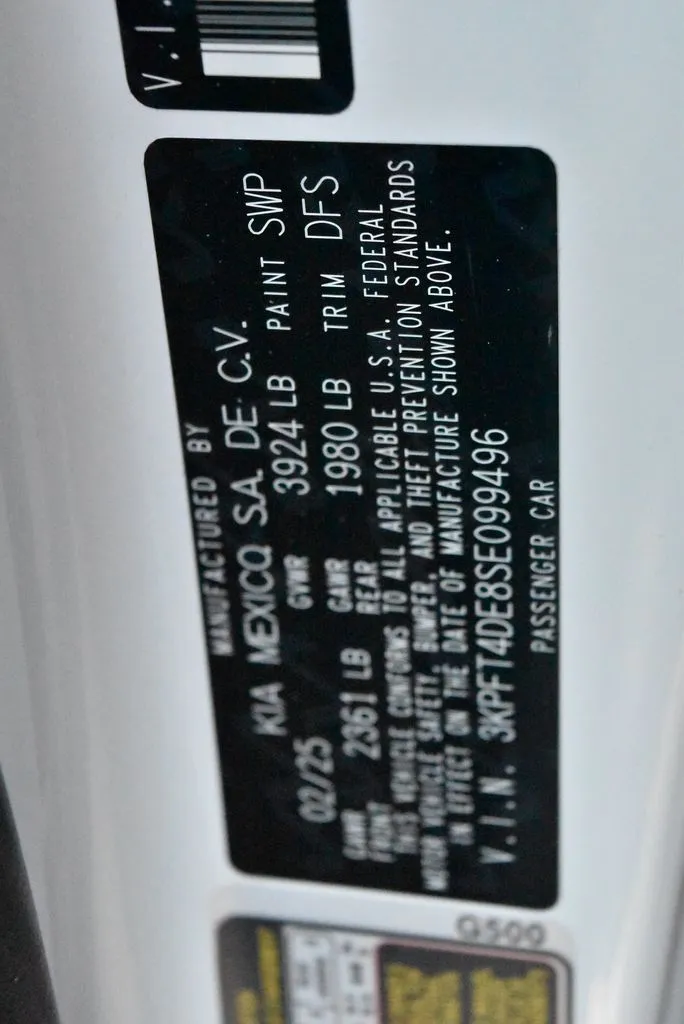 V.I.
MANUFACTURED BY
KIA MEXICO, S.A. DE C.V.
02/25 GVWR 3924 LB PAINT SWP
GAWR FRONT 2361 LB GAWR REAR 1980 LB TRIM DFS
THIS VEHICLE CONFORMS TO ALL APPLICABLE U.S.A. FEDERAL
MOTOR VEHICLE SAFETY, BUMPER, AND THEFT PREVENTION STANDARDS
IN EFFECT ON THE DATE OF MANUFACTURE SHOWN ABOVE.
V.I.N. 3KPFT4DE8SE099496
PASSENGER CAR
G500